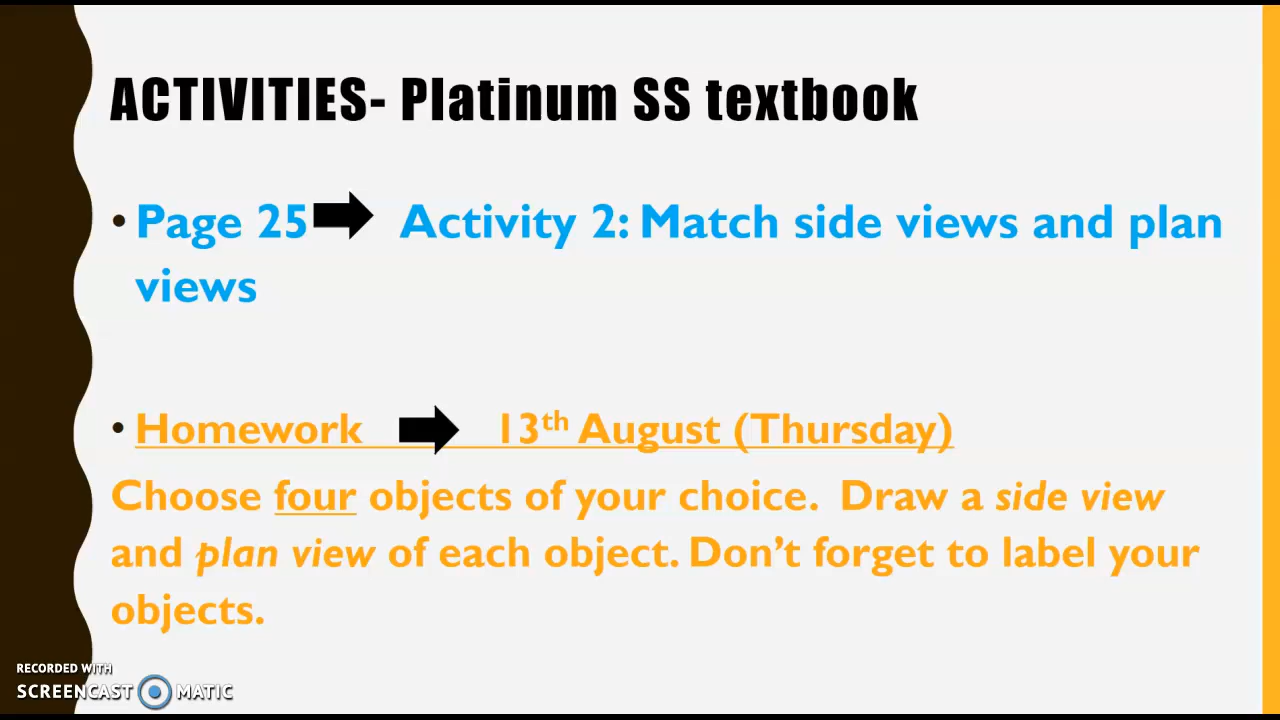 ACTIVITIES- Platinum SS textbook
• Page 25 Activity 2: Match side views and plan
views
• Homework 13th August (Thursday)
Choose four objects of your choice. Draw a side view
and plan view of each object. Don’t forget to label your
objects.
RECORDED WITH
SCREENCAST MATIC